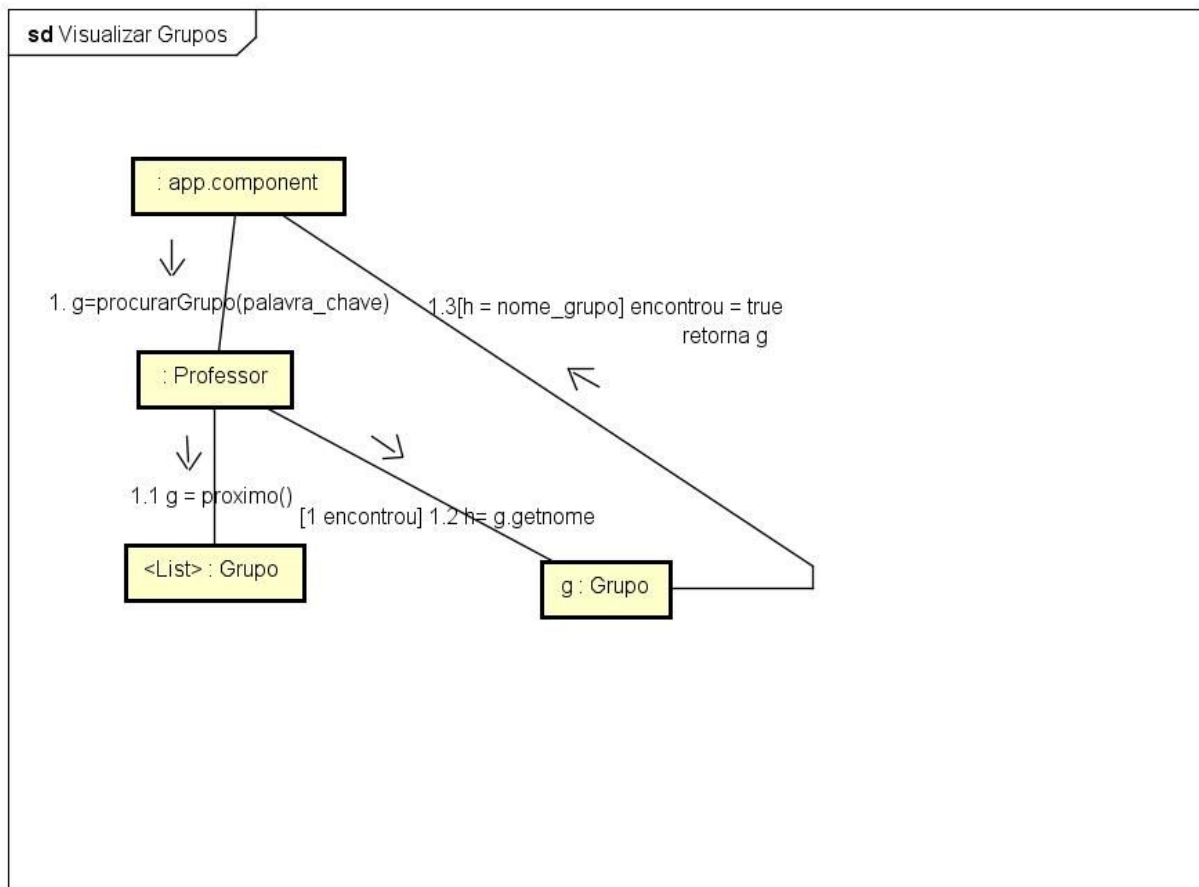 sd Visualizar Grupos
: app.component
1. g=procurarGrupo(palavra_chave)
1.3[h = nome_grupo] encontrou = true
retorna g
: Professor
1.1 g = proximo()
[1 encontrou] 1.2 h= g.getnome
<List> : Grupo
g : Grupo